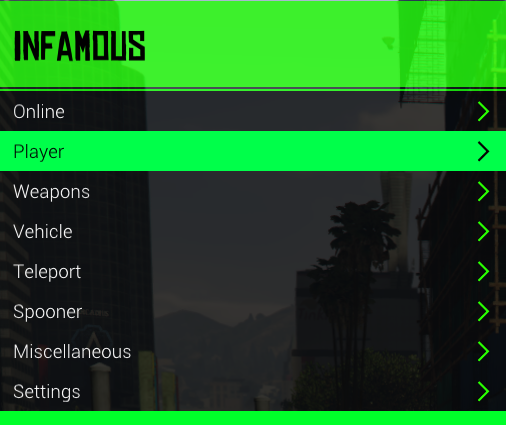 INFAMOUS
Online
Player
Weapons
Vehicle
Teleport
Spooner
Miscellaneous
Settings